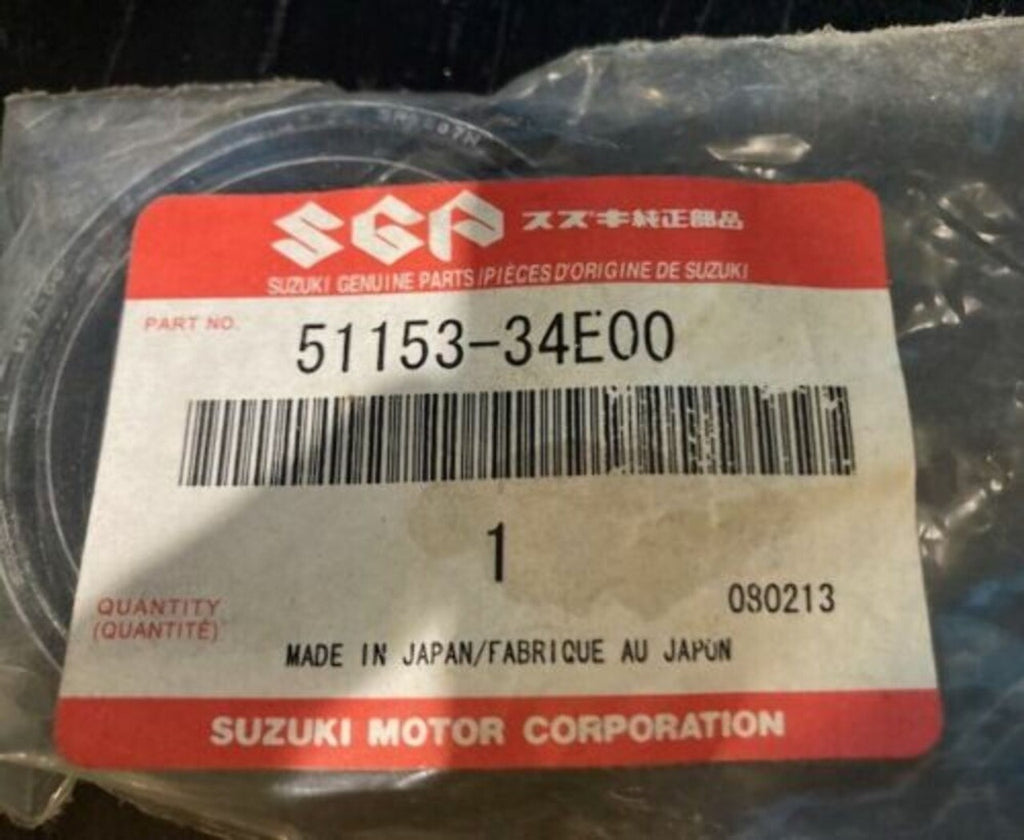 SGP スズキ純正部品
SUZUKI GENUINE PARTS/PIÈCES D'ORIGINE DE SUZUKI
PART NO. 51153-34E00
1
080213
QUANTITY
(QUANTITÉ)
MADE IN JAPAN/FABRIQUE AU JAPON
SUZUKI MOTOR CORPORATION